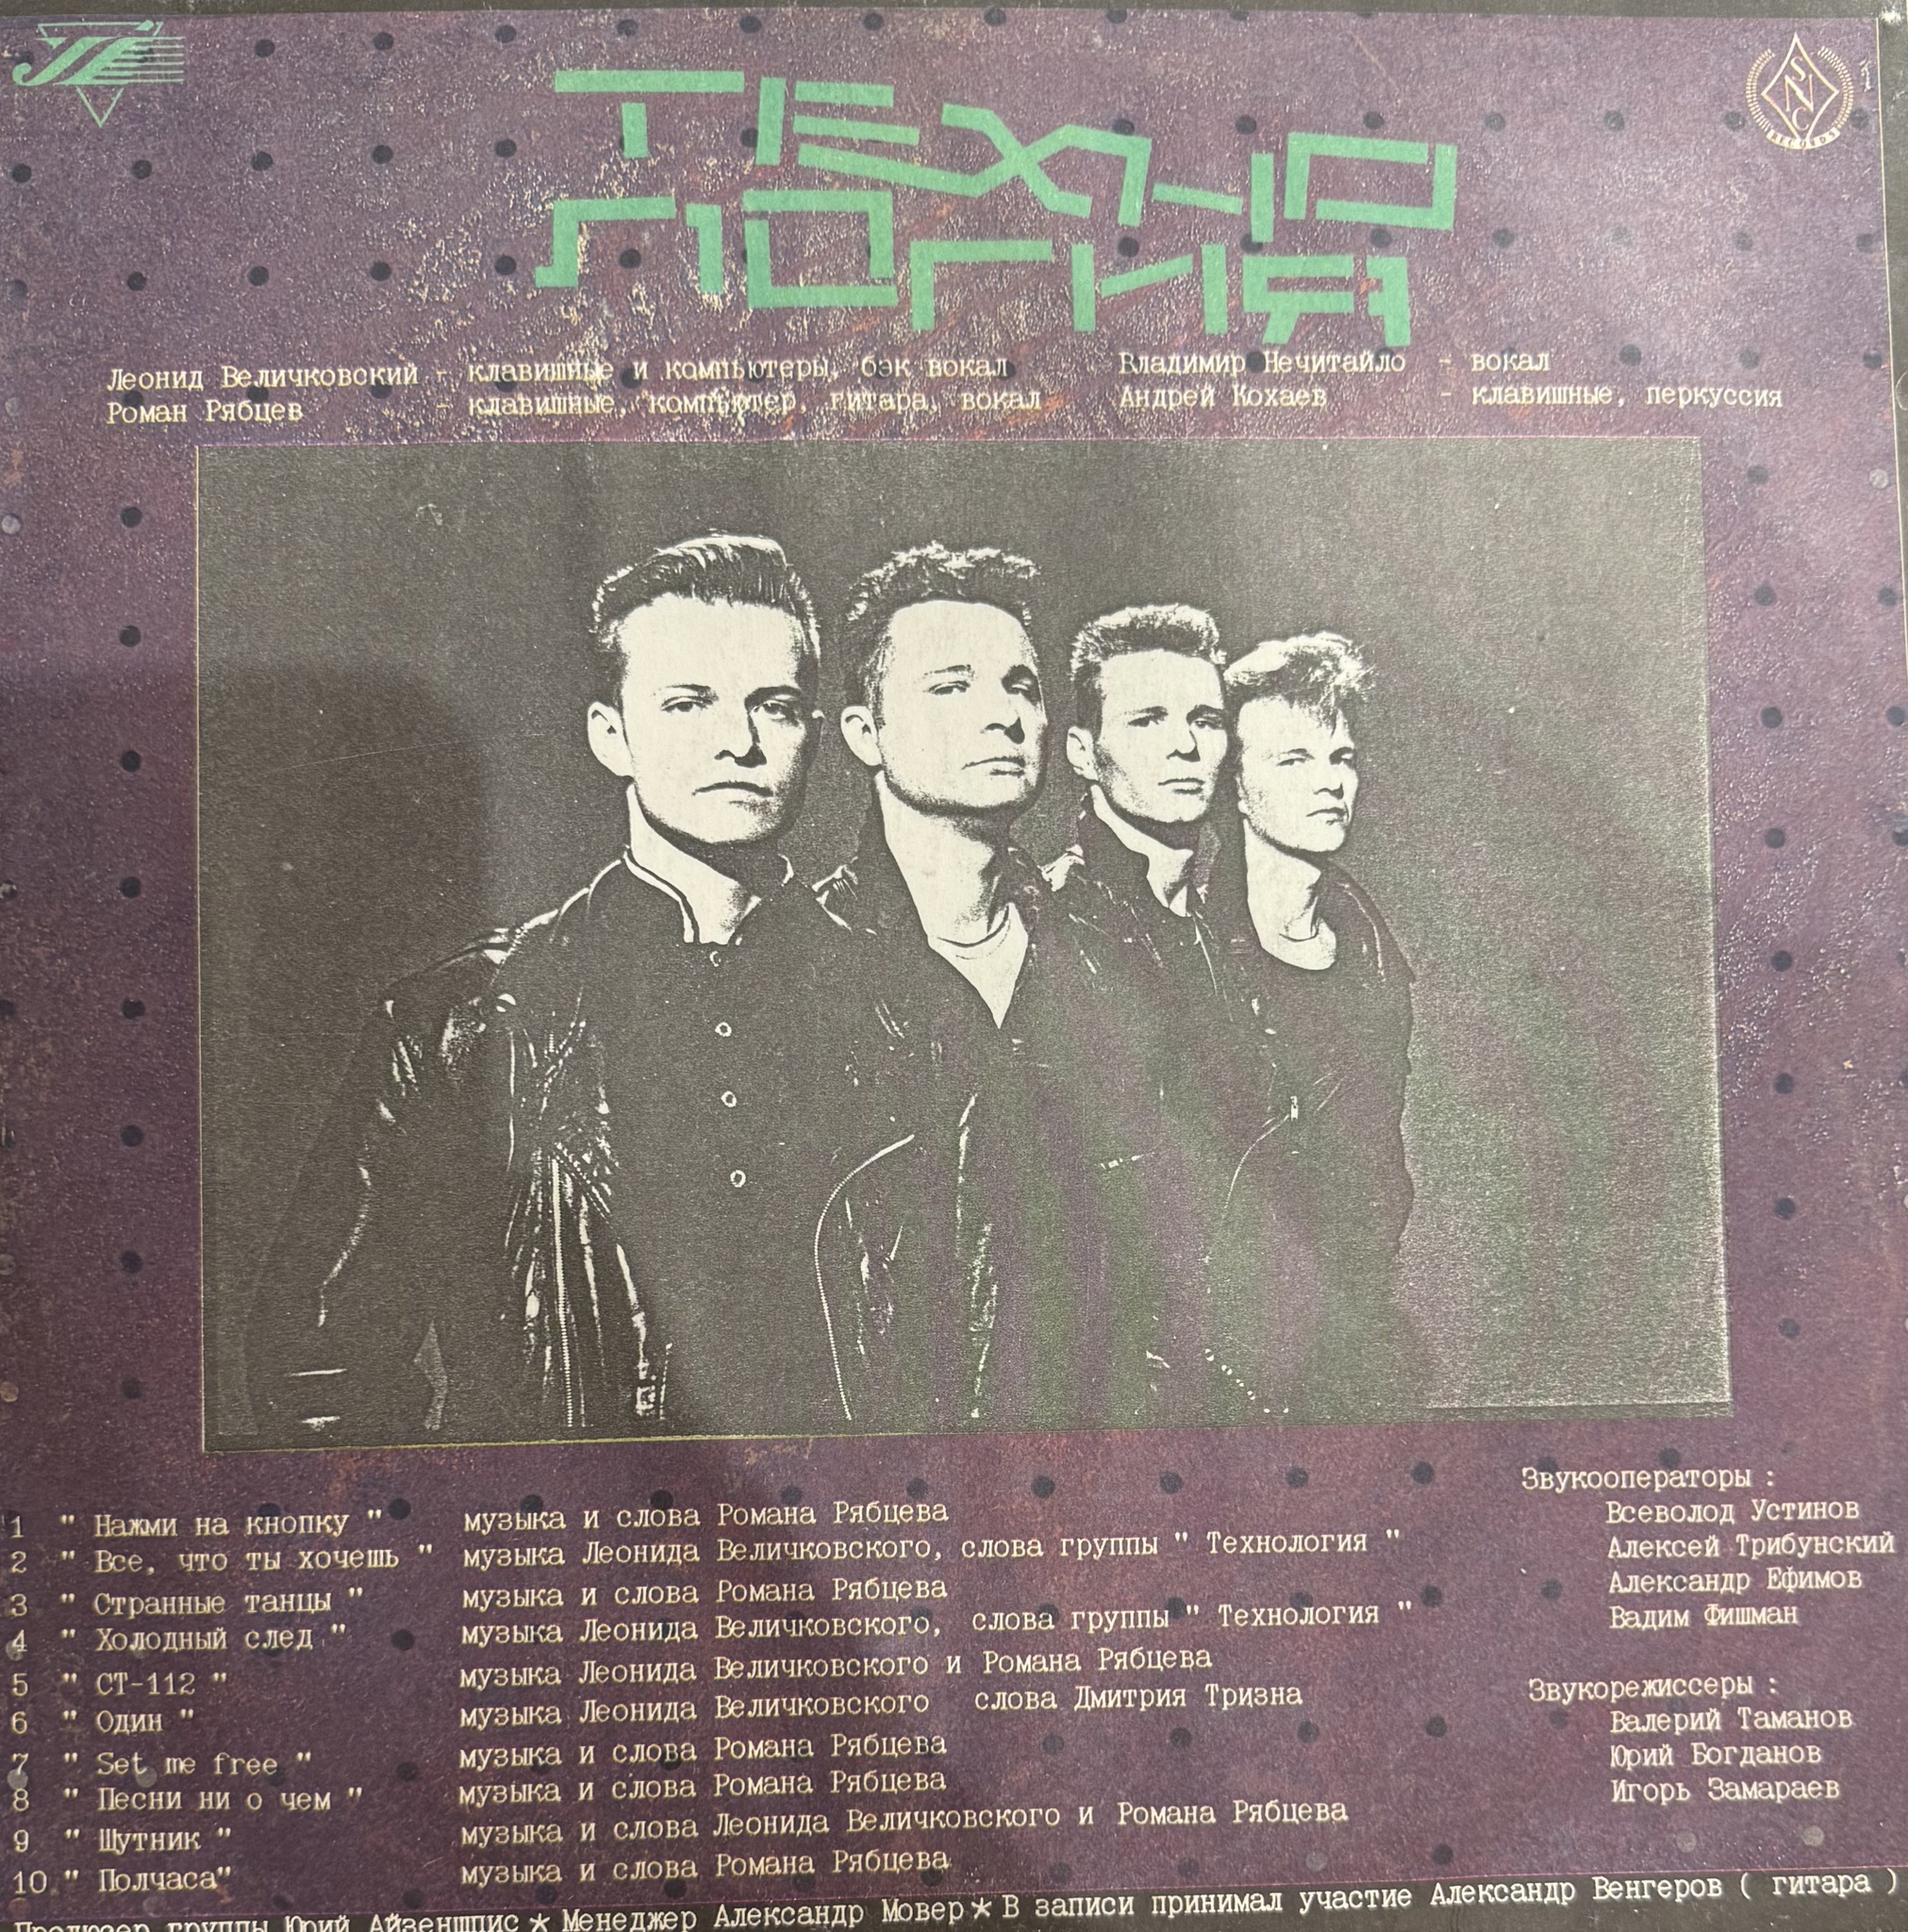 ТЕХНО
ЛОГИЯ
SNC
RECORDS
Леонид Величковский - клавишные и компьютеры, бэк вокал
Роман Рябцев - клавишные, компьютер, гитара, вокал
Владимир Нечитайло - вокал
Андрей Кохаев - клавишные, перкуссия
1 " Нажми на кнопку " музыка и слова Романа Рябцева
2 " Все, что ты хочешь " музыка Леонида Величковского, слова группы " Технология "
3 " Странные танцы " музыка и слова Романа Рябцева
4 " Холодный след " музыка Леонида Величковского, слова группы " Технология "
5 " СТ-112 " музыка Леонида Величковского и Романа Рябцева
6 " Один " музыка Леонида Величковского слова Дмитрия Тризна
7 " Set me free " музыка и слова Романа Рябцева
8 " Песни ни о чем " музыка и слова Романа Рябцева
9 " Шутник " музыка и слова Леонида Величковского и Романа Рябцева
10 " Полчаса" музыка и слова Романа Рябцева
Звукооператоры :
Всеволод Устинов
Алексей Трибунский
Александр Ефимов
Вадим Фишман
Звукорежиссеры :
Валерий Таманов
Юрий Богданов
Игорь Замараев
Продюсер группы Юрий Айзеншпис * Менеджер Александр Мовер * В записи принимал участие Александр Венгеров ( гитара )